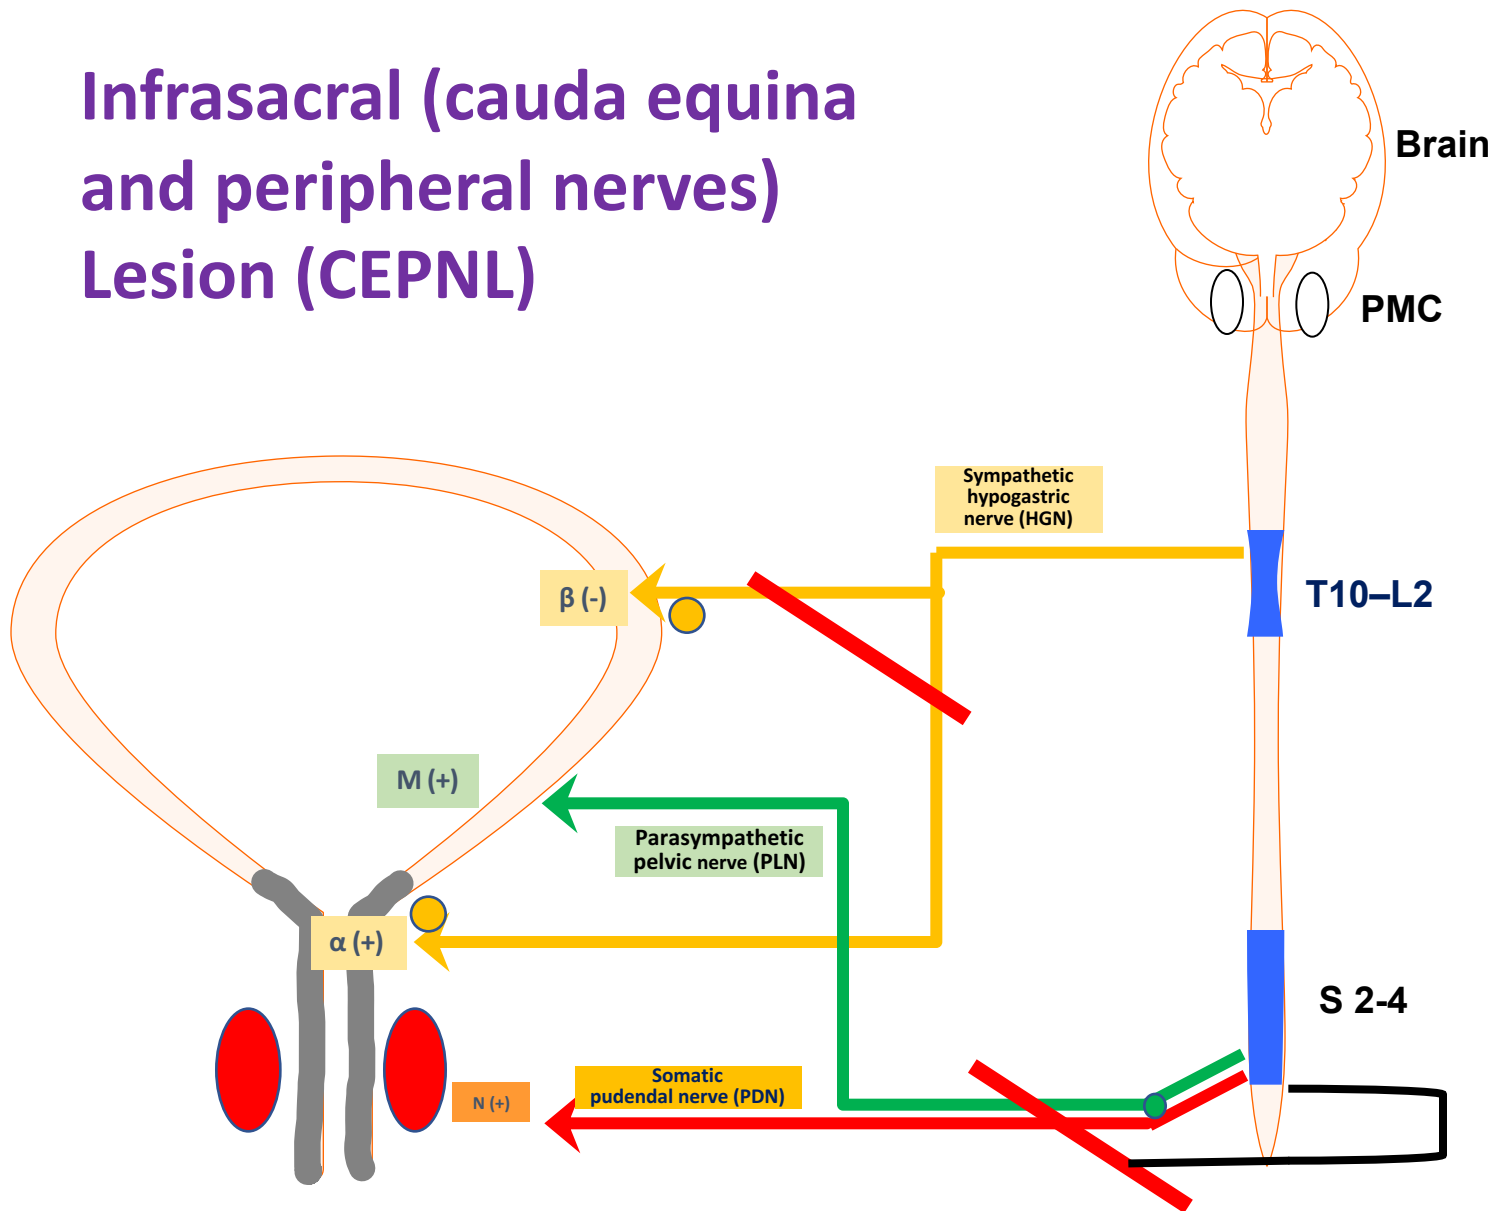 Infrasacral (cauda equina
and peripheral nerves)
Lesion (CEPNL)
Brain
PMC
Sympathetic
hypogastric
nerve (HGN)
β (-)
T10–L2
M (+)
Parasympathetic
pelvic nerve (PLN)
α (+)
S 2-4
Somatic
pudendal nerve (PDN)
N (+)